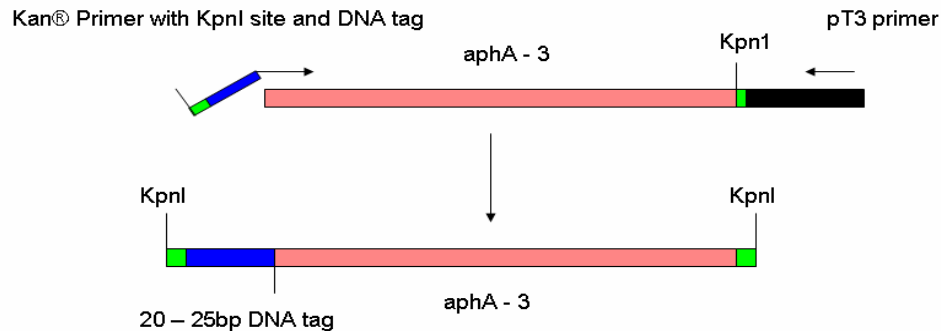 Kan® Primer with KpnI site and DNA tag
pT3 primer
aphA - 3
Kpn1
KpnI
KpnI
aphA - 3
20 – 25bp DNA tag